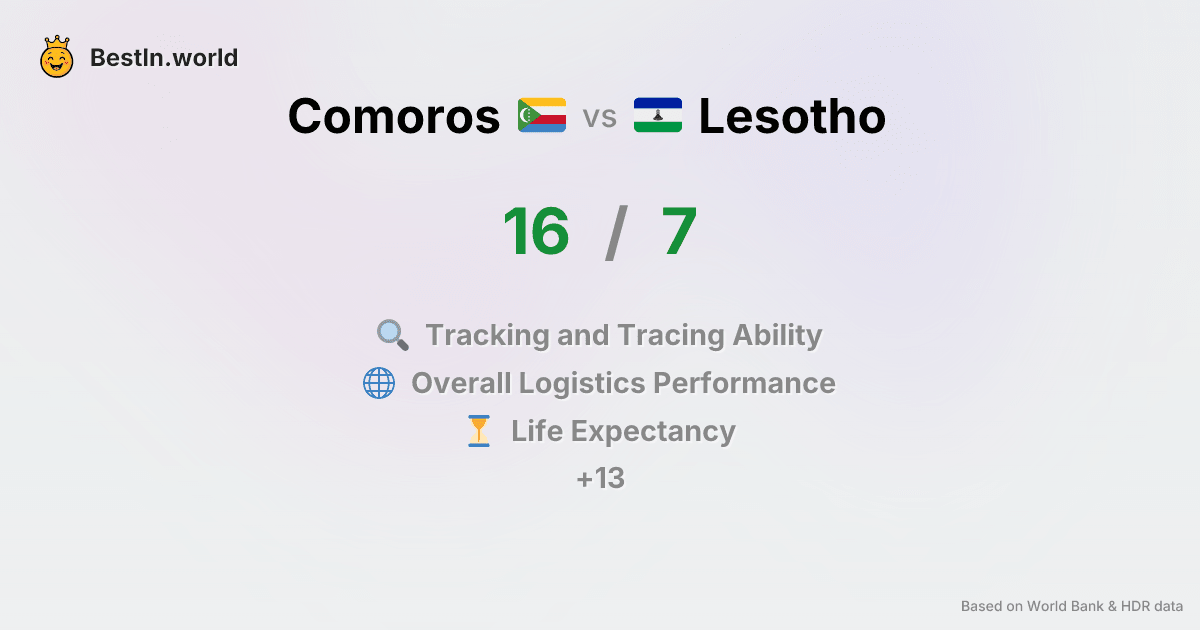 BestIn.world
Comoros vs Lesotho
16 / 7
Tracking and Tracing Ability
Overall Logistics Performance
Life Expectancy
+13
Based on World Bank & HDR data